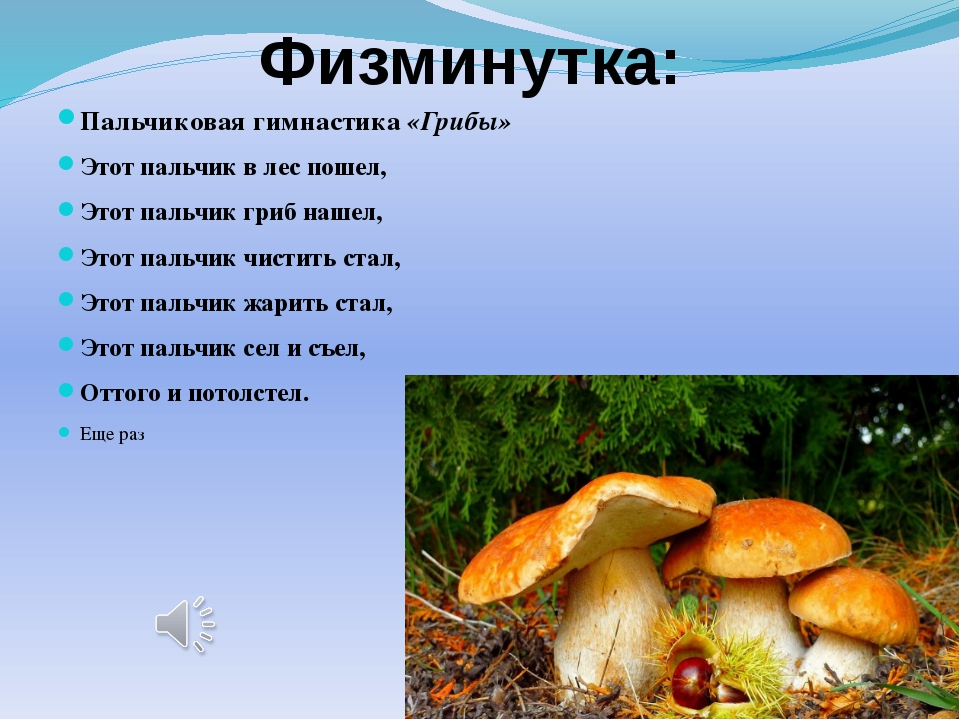 Физминутка:
Пальчиковая гимнастика «Грибы»
Этот пальчик в лес пошел,
Этот пальчик гриб нашел,
Этот пальчик чистить стал,
Этот пальчик жарить стал,
Этот пальчик сел и съел,
Оттого и потолстел.
Еще раз